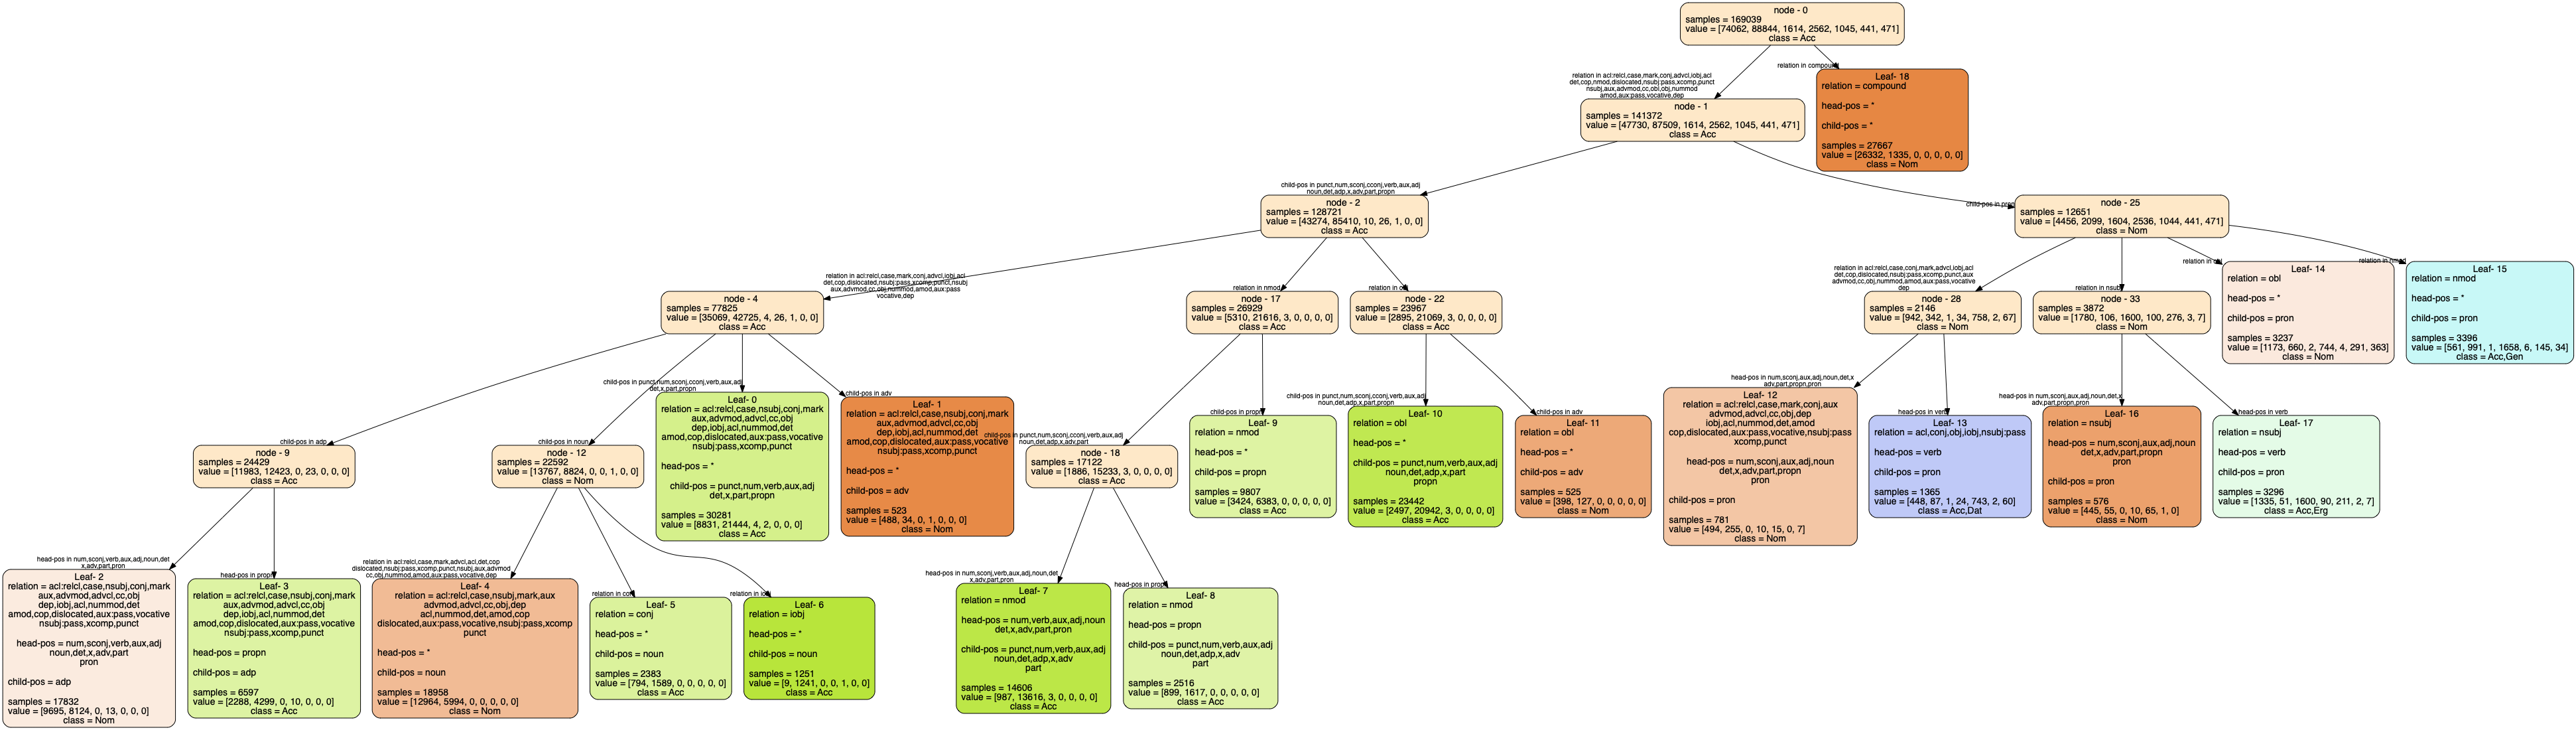 node - 0
samples = 169039
value = [74062, 88844, 1614, 2562, 1045, 441, 471]
class = Acc
relation in acl:relcl,case,mark,conj,advcl,iobj,acl
det,cop,nmod,dislocated,nsubj:pass,xcomp,punct
nsubj,aux,advmod,cc,obl,obj,nummod
amod,aux:pass,vocative,dep
relation in compound
node - 1
samples = 141372
value = [47730, 87509, 1614, 2562, 1045, 441, 471]
class = Acc
Leaf- 18
relation = compound
head-pos = *
child-pos = *
samples = 27667
value = [26332, 1335, 0, 0, 0, 0, 0]
class = Nom
child-pos in punct,num,sconj,cconj,verb,aux,adj
noun,det,adp,x,adv,part,propn
node - 2
samples = 128721
value = [43274, 85410, 10, 26, 1, 0, 0]
class = Acc
child-pos in pron
node - 25
samples = 12651
value = [4456, 2099, 1604, 2536, 1044, 441, 471]
class = Nom
relation in acl:relcl,case,mark,conj,advcl,iobj,acl
det,cop,dislocated,nsubj:pass,xcomp,punct,nsubj
aux,advmod,cc,obj,nummod,amod,aux:pass
vocative,dep
node - 4
samples = 77825
value = [35069, 42725, 4, 26, 1, 0, 0]
class = Acc
relation in nmod
node - 17
samples = 26929
value = [5310, 21616, 3, 0, 0, 0, 0]
class = Acc
relation in
node - 22
samples = 23967
value = [2895, 21069, 3, 0, 0, 0, 0]
class = Acc
relation in acl:relcl,case,conj,mark,advcl,iobj,acl
det,cop,dislocated,nsubj:pass,xcomp,punct,aux
advmod,cc,obj,nummod,amod,aux:pass,vocative
dep
node - 28
samples = 2146
value = [942, 342, 1, 34, 758, 2, 67]
class = Nom
relation in nsubj
node - 33
samples = 3872
value = [1780, 106, 1600, 100, 276, 3, 7]
class = Nom
relation in
Leaf- 14
relation = obl
head-pos = *
child-pos = pron
samples = 3237
value = [1173, 660, 2, 744, 4, 291, 363]
class = Nom
relation in nmod
Leaf- 15
relation = nmod
head-pos = *
child-pos = pron
samples = 3396
value = [561, 991, 1, 1658, 6, 145, 34]
class = Acc,Gen
child-pos in adp
node - 9
samples = 24429
value = [11983, 12423, 0, 23, 0, 0, 0]
class = Acc
child-pos in noun
node - 12
samples = 22592
value = [13767, 8824, 0, 0, 1, 0, 0]
class = Nom
child-pos in punct,num,sconj,cconj,verb,aux,adj
det,x,part,propn
Leaf- 0
relation = acl:relcl,case,nsubj,conj,mark
aux,advmod,advcl,cc,obj
dep,iobj,acl,nummod,det
amod,cop,dislocated,aux:pass,vocative
nsubj:pass,xcomp,punct
head-pos = *
child-pos = punct,num,verb,aux,adj
det,x,part,propn
samples = 30281
value = [8831, 21444, 4, 2, 0, 0, 0]
class = Acc
child-pos in adv
Leaf- 1
relation = acl:relcl,case,nsubj,conj,mark
aux,advmod,advcl,cc,obj
dep,iobj,acl,nummod,det
amod,cop,dislocated,aux:pass,vocative
nsubj:pass,xcomp,punct
head-pos = *
child-pos = adv
samples = 523
value = [488, 34, 0, 1, 0, 0, 0]
class = Nom
child-pos in punct,num,sconj,cconj,verb,aux,adj
noun,det,adp,x,adv,part
node - 18
samples = 17122
value = [1886, 15233, 3, 0, 0, 0, 0]
class = Acc
child-pos in propn
Leaf- 9
relation = nmod
head-pos = *
child-pos = propn
samples = 9807
value = [3424, 6383, 0, 0, 0, 0, 0]
class = Acc
child-pos in punct,num,sconj,cconj,verb,aux,adj
noun,det,adp,x,part,propn
Leaf- 10
relation = obl
head-pos = *
child-pos = punct,num,verb,aux,adj
noun,det,adp,x,part
propn
samples = 23442
value = [2497, 20942, 3, 0, 0, 0, 0]
class = Acc
child-pos in adv
Leaf- 11
relation = obl
head-pos = *
child-pos = adv
samples = 525
value = [398, 127, 0, 0, 0, 0, 0]
class = Nom
head-pos in num,sconj,aux,adj,noun,det,x
adv,part,propn,pron
Leaf- 12
relation = acl:relcl,case,mark,conj,aux
advmod,advcl,cc,obj,dep
iobj,acl,nummod,det,amod
cop,dislocated,aux:pass,vocative,nsubj:pass
xcomp,punct
head-pos = num,sconj,aux,adj,noun
det,x,adv,part,propn
pron
child-pos = pron
samples = 781
value = [494, 255, 0, 10, 15, 0, 7]
class = Nom
head-pos in verb
Leaf- 13
relation = acl,conj,obj,iobj,nsubj:pass
head-pos = verb
child-pos = pron
samples = 1365
value = [448, 87, 1, 24, 743, 2, 60]
class = Acc,Dat
head-pos in num,sconj,aux,adj,noun,det,x
adv,part,propn,pron
Leaf- 16
relation = nsubj
head-pos = num,sconj,aux,adj,noun
det,x,adv,part,propn
pron
child-pos = pron
samples = 576
value = [445, 55, 0, 10, 65, 1, 0]
class = Nom
head-pos in verb
Leaf- 17
relation = nsubj
head-pos = verb
child-pos = pron
samples = 3296
value = [1335, 51, 1600, 90, 211, 2, 7]
class = Acc,Erg
head-pos in num,sconj,verb,aux,adj,noun,det
x,adv,part,pron
Leaf- 2
relation = acl:relcl,case,nsubj,conj,mark
aux,advmod,advcl,cc,obj
dep,iobj,acl,nummod,det
amod,cop,dislocated,aux:pass,vocative
nsubj:pass,xcomp,punct
head-pos = num,sconj,verb,aux,adj
noun,det,x,adv,part
pron
child-pos = adp
samples = 17832
value = [9695, 8124, 0, 13, 0, 0, 0]
class = Nom
head-pos in propn
Leaf- 3
relation = acl:relcl,case,nsubj,conj,mark
aux,advmod,advcl,cc,obj
dep,iobj,acl,nummod,det
amod,cop,dislocated,aux:pass,vocative
nsubj:pass,xcomp,punct
head-pos = propn
child-pos = adp
samples = 6597
value = [2288, 4299, 0, 10, 0, 0, 0]
class = Acc
relation in acl:relcl,case,mark,advcl,acl,det,cop
dislocated,nsubj:pass,xcomp,punct,nsubj,aux,advmod
cc,obj,nummod,amod,aux:pass,vocative,dep
Leaf- 4
relation = acl:relcl,case,nsubj,mark,aux
advmod,advcl,cc,obj,dep
acl,nummod,det,amod,cop
dislocated,aux:pass,vocative,nsubj:pass,xcomp
punct
head-pos = *
child-pos = noun
samples = 18958
value = [12964, 5994, 0, 0, 0, 0, 0]
class = Nom
relation in conj
Leaf- 5
relation = conj
head-pos = *
child-pos = noun
samples = 2383
value = [794, 1589, 0, 0, 0, 0, 0]
class = Acc
relation in
Leaf- 6
relation = iobj
head-pos = *
child-pos = noun
samples = 1251
value = [9, 1241, 0, 0, 1, 0, 0]
class = Acc
head-pos in num,sconj,verb,aux,adj,noun,det
x,adv,part,pron
Leaf- 7
relation = nmod
head-pos = num,verb,aux,adj,noun
det,x,adv,part,pron
child-pos = punct,num,verb,aux,adj
noun,det,adp,x,adv
part
samples = 14606
value = [987, 13616, 3, 0, 0, 0, 0]
class = Acc
head-pos in propn
Leaf- 8
relation = nmod
head-pos = propn
child-pos = punct,num,verb,aux,adj
noun,det,adp,x,adv
part
samples = 2516
value = [899, 1617, 0, 0, 0, 0, 0]
class = Acc